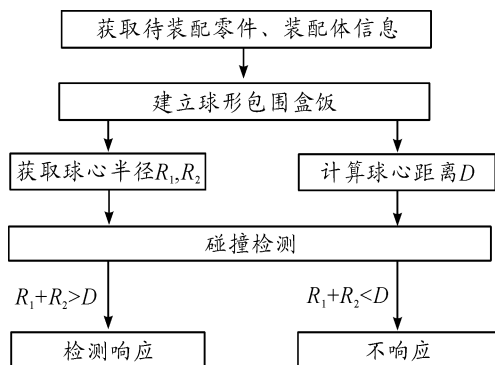 获取待装配零件、装配体信息
建立球形包围盒饭
获取球心半径R₁,R₂
计算球心距离D
碰撞检测
R₁+R₂>D
R₁+R₂<D
检测响应
不响应